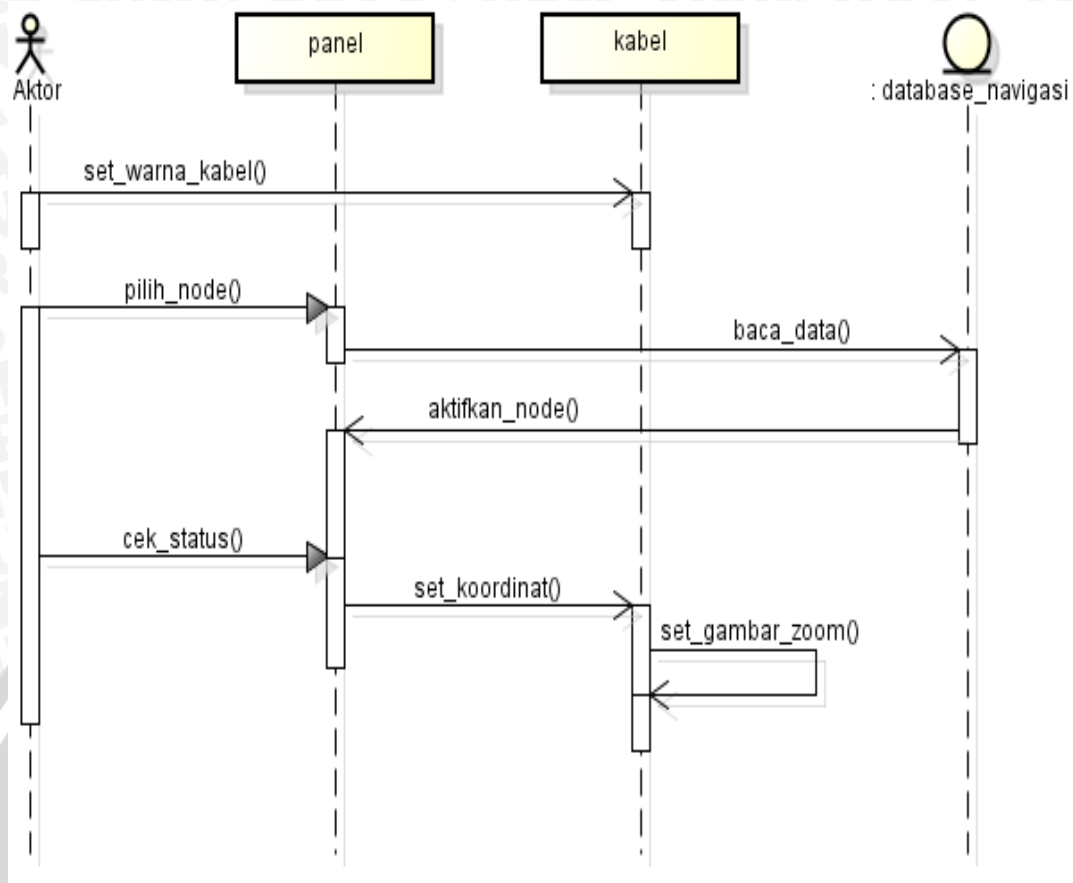 Aktor
panel
kabel
: database_navigasi
set_warna_kabel()
pilih_node()
baca_data()
aktifkan_node()
cek_status()
set_koordinat()
set_gambar_zoom()